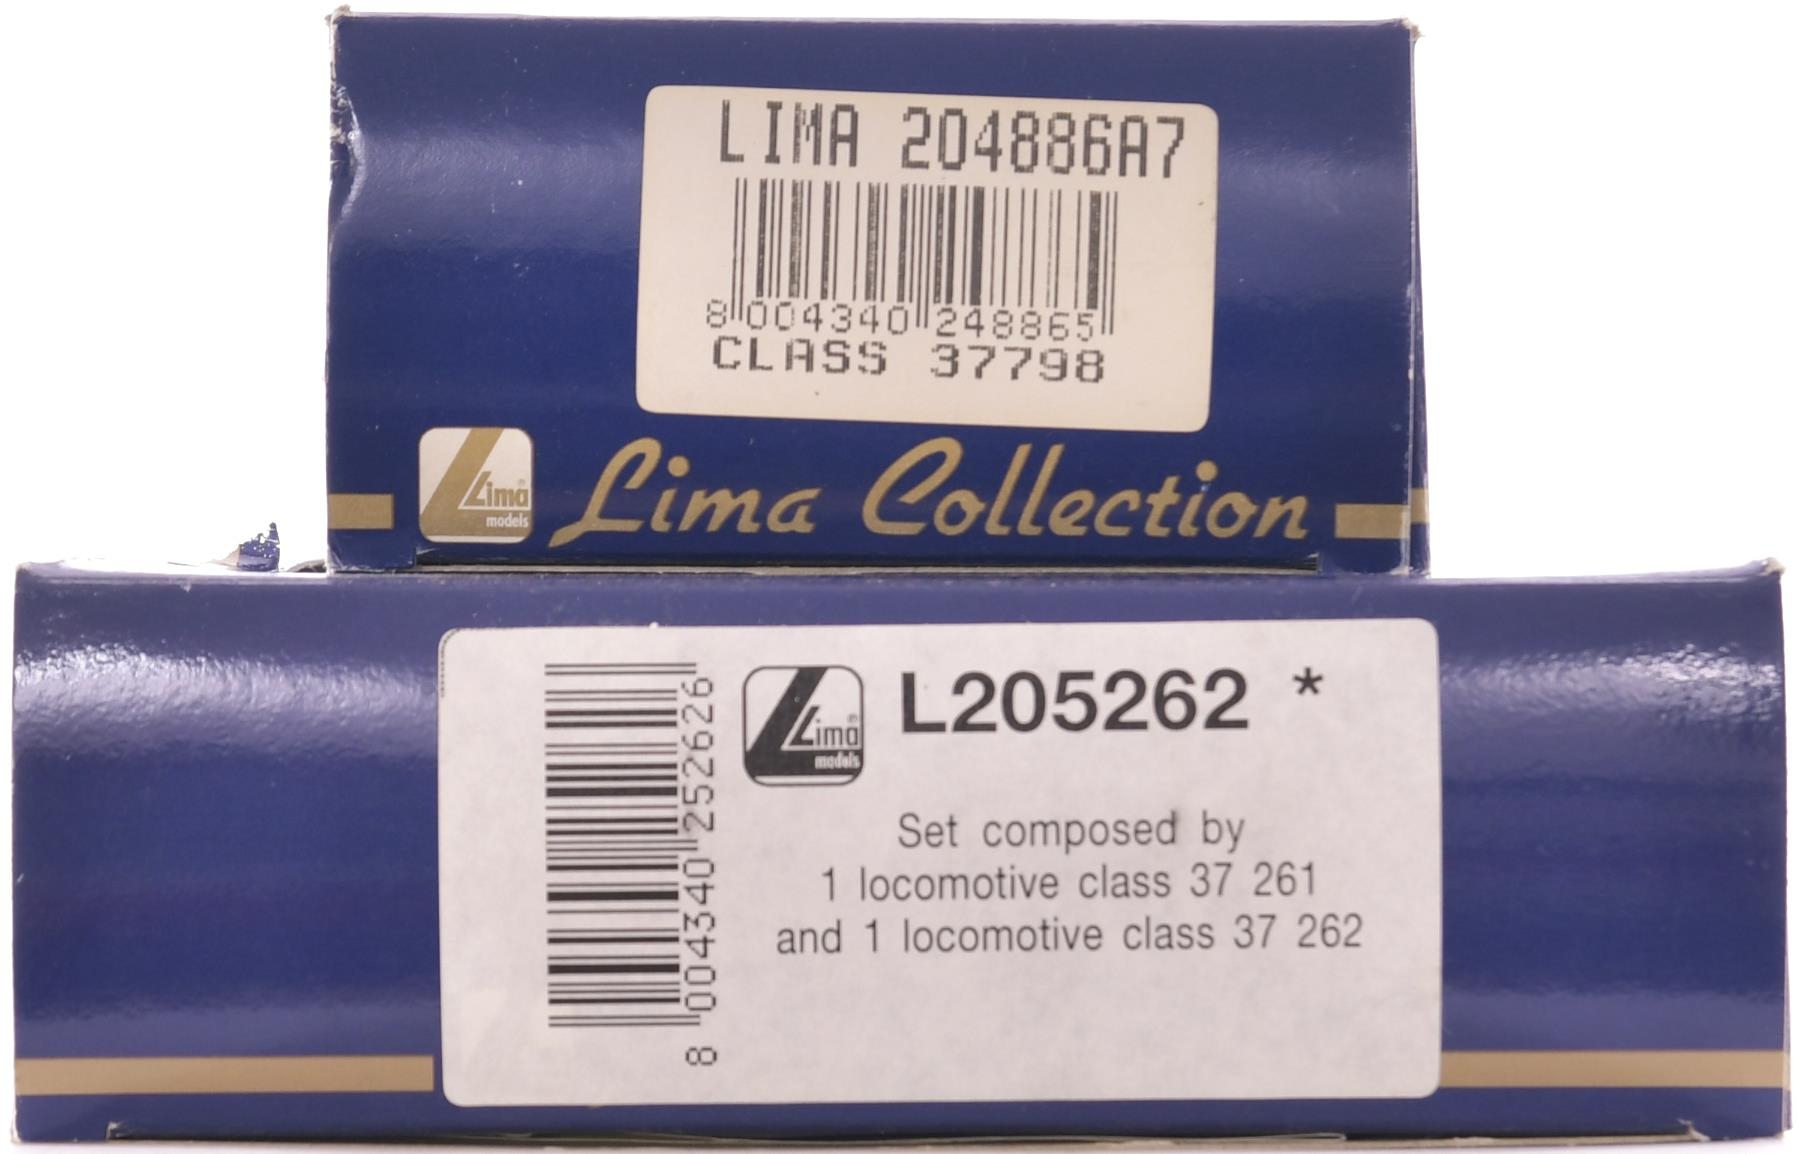 LIMA 204886A7
8 004340 248865
CLASS 37798
Lima®
models
Lima Collection
8 004340 252626
Lima®
models
L205262 *
Set composed by
1 locomotive class 37 261
and 1 locomotive class 37 262